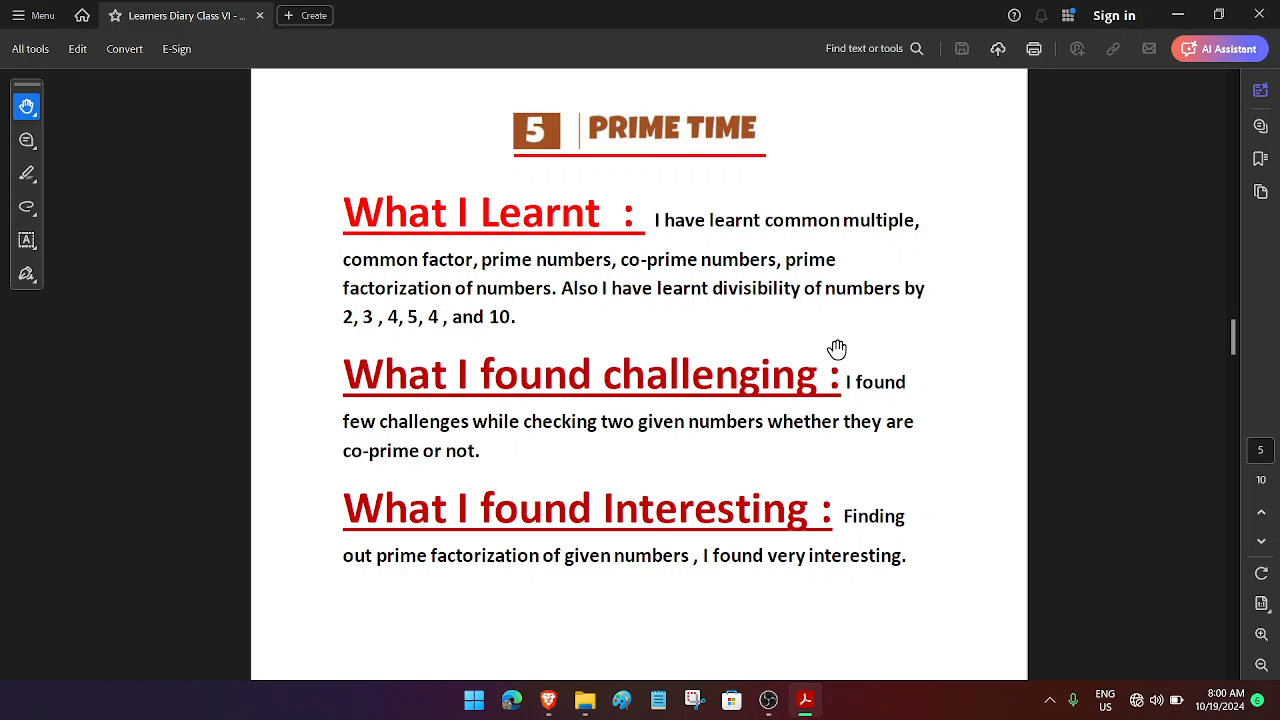 Menu
Learners Diary Class VI - ...
Create
Sign in
All tools Edit Convert E-Sign
Find text or tools
AI Assistant
5 PRIME TIME
What I Learnt : I have learnt common multiple,
common factor, prime numbers, co-prime numbers, prime
factorization of numbers. Also I have learnt divisibility of numbers by
2, 3 , 4, 5, 4 , and 10.
What I found challenging : I found
few challenges while checking two given numbers whether they are
co-prime or not.
What I found Interesting : Finding
out prime factorization of given numbers , I found very interesting.
5
10
ENG
US
8:00 AM
10/19/2024
6